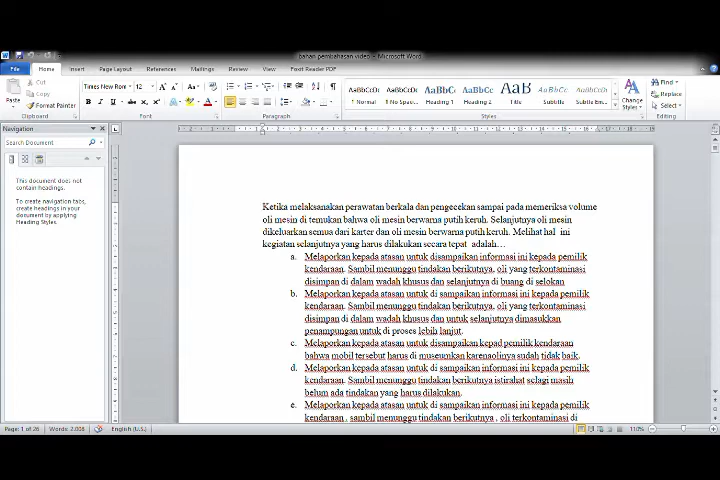 bahan pembahasan video - Microsoft Word
File Home Insert Page Layout References Mailings Review View Foxit Reader PDF
Cut
Copy
Format Painter
Paste
Clipboard
Times New Rom 12
Font
Paragraph
AaBbCcDc AaBbCcDc AaBbC AaBbCc AaB AaBbCc AaBbCcDc
¶ Normal ¶ No Spac... Heading 1 Heading 2 Title Subtitle Subtle Em...
Change Styles
Styles
Find
Replace
Select
Editing
Navigation
Search Document
This document does not
contain headings.
To create navigation tabs,
create headings in your
document by applying
Heading Styles.
Ketika melaksanakan perawatan berkala dan pengecekan sampai pada memeriksa volume
oli mesin di temukan bahwa oli mesin berwarna putih keruh. Selanjutnya oli mesin
dikeluarkan semua dari karter dan oli mesin berwarna putih keruh. Melihat hal ini
kegiatan selanjutnya yang harus dilakukan secara tepat adalah…
a. Melaporkan kepada atasan untuk disampaikan informasi ini kepada pemilik
kendaraan. Sambil menunggu tindakan berikutnya, oli yang terkontaminasi
disimpan di dalam wadah khusus dan selanjutnya di buang di selokan
b. Melaporkan kepada atasan untuk di sampaikan informasi ini kepada pemilik
kendaraan. Sambil menunggu tindakan berikutnya, oli yang terkontaminasi
disimpan di dalam wadah khusus dan untuk selanjutnya dimasukkan
penampungan untuk di proses lebih lanjut.
c. Melaporkan kepada atasan untuk disampaikan kepad pemilik kendaraan
bahwa mobil tersebut harus di museumkan karenaolinya sudah tidak baik.
d. Melaporkan kepada atasan untuk di sampaikan informasi ini kepada pemilik
kendaraan. Sambil menunggu tindakan berikutnya istirahat selagi masih
belum ada tindakan yang harus dilakukan.
e. Melaporkan kepada atasan untuk di sampaikan informasi ini kepada pemilik
kendaraan , sambil menunggu tindakan berikutnya , oli terkontaminasi di
Page: 1 of 26 Words: 2.008 English (U.S.) 110%